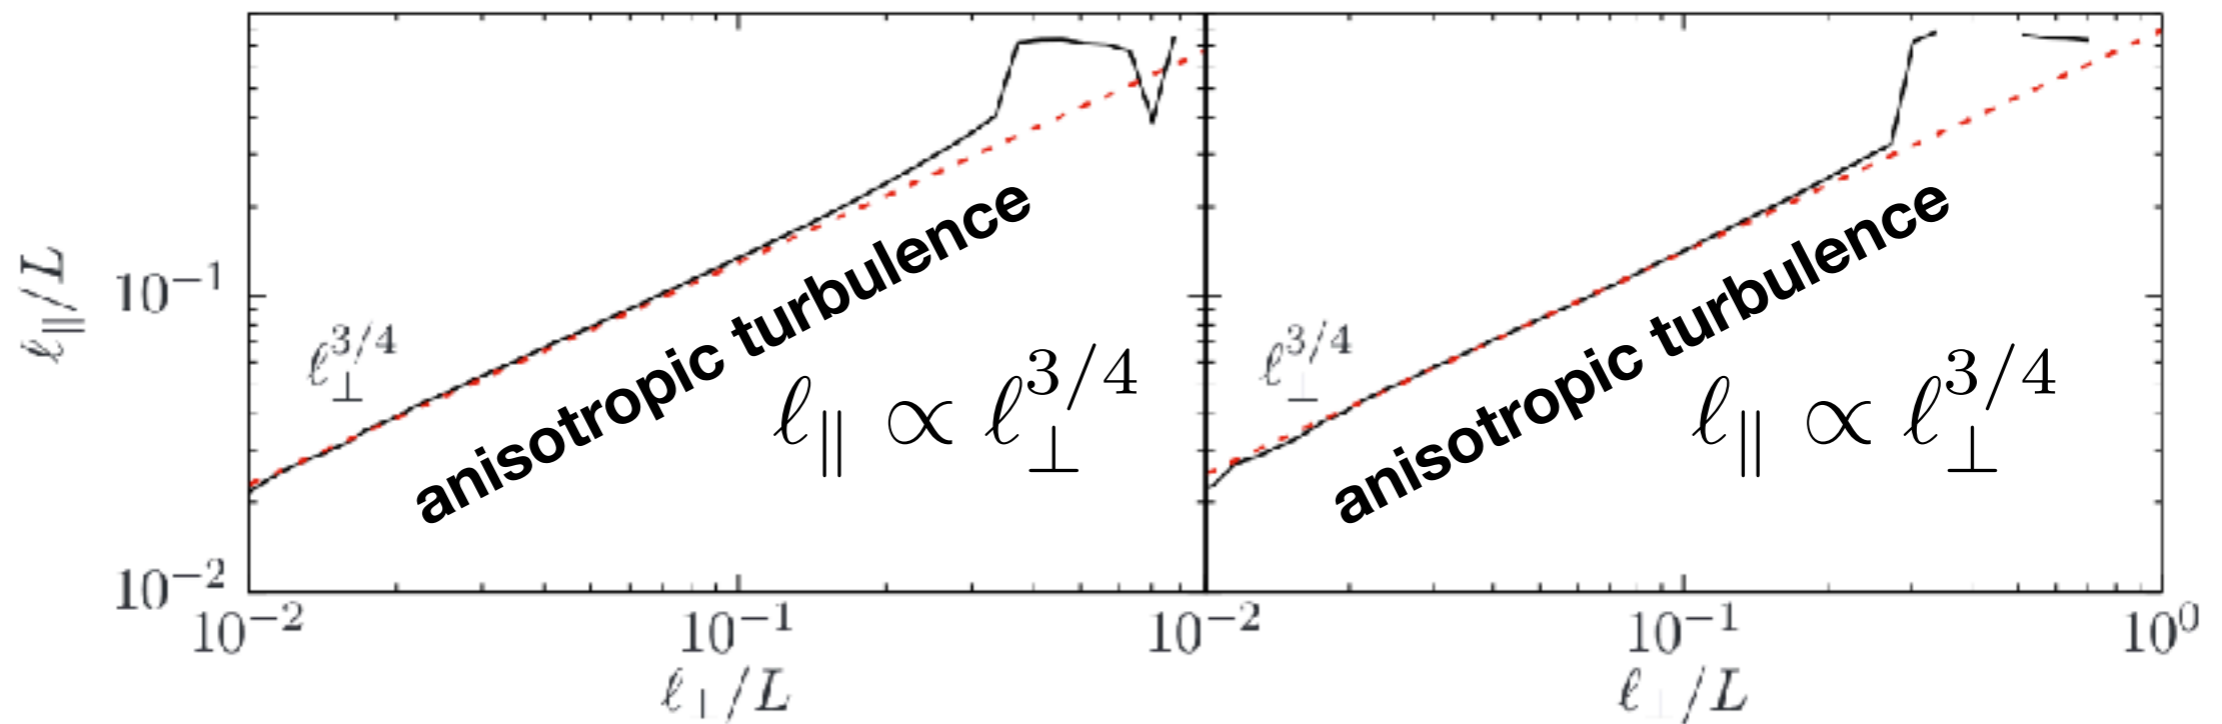 ℓ∥/L
10⁻¹
10⁻²
ℓ⊥^3/4
anisotropic turbulence
ℓ∥ ∝ ℓ⊥^3/4
10⁻²
10⁻¹
ℓ⊥/L
ℓ⊥^3/4
anisotropic turbulence
ℓ∥ ∝ ℓ⊥^3/4
10⁻²
10⁻¹
10⁰
ℓ⊥/L